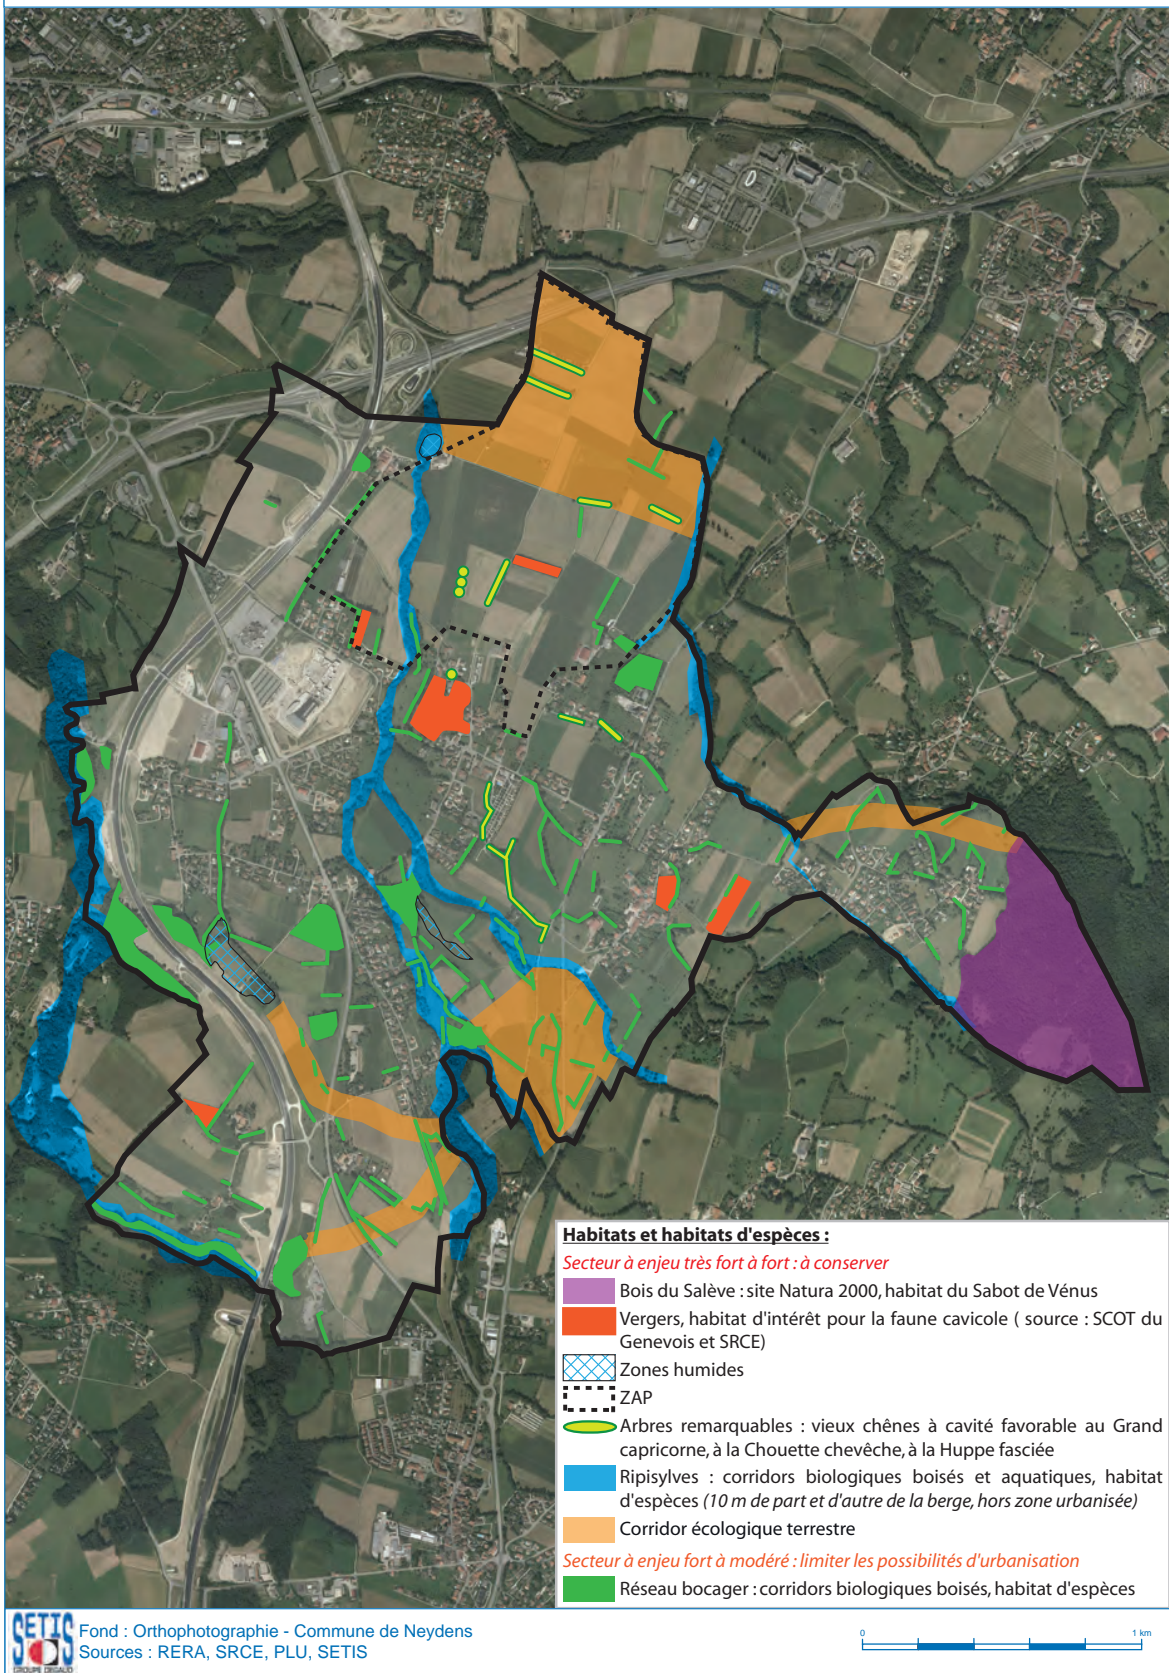 Habitats et habitats d'espèces :
Secteur à enjeu très fort à fort : à conserver
Bois du Salève : site Natura 2000, habitat du Sabot de Vénus
Vergers, habitat d'intérêt pour la faune cavicole ( source : SCOT du
Genevois et SRCE)
Zones humides
ZAP
Arbres remarquables : vieux chênes à cavité favorable au Grand
capricorne, à la Chouette chevêche, à la Huppe fasciée
Ripisylves : corridors biologiques boisés et aquatiques, habitat
d'espèces (10 m de part et d'autre de la berge, hors zone urbanisée)
Corridor écologique terrestre
Secteur à enjeu fort à modéré : limiter les possibilités d'urbanisation
Réseau bocager : corridors biologiques boisés, habitat d'espèces
SETIS
GROUPE DEGAUD
Fond : Orthophotographie - Commune de Neydens
Sources : RERA, SRCE, PLU, SETIS
0 1 km